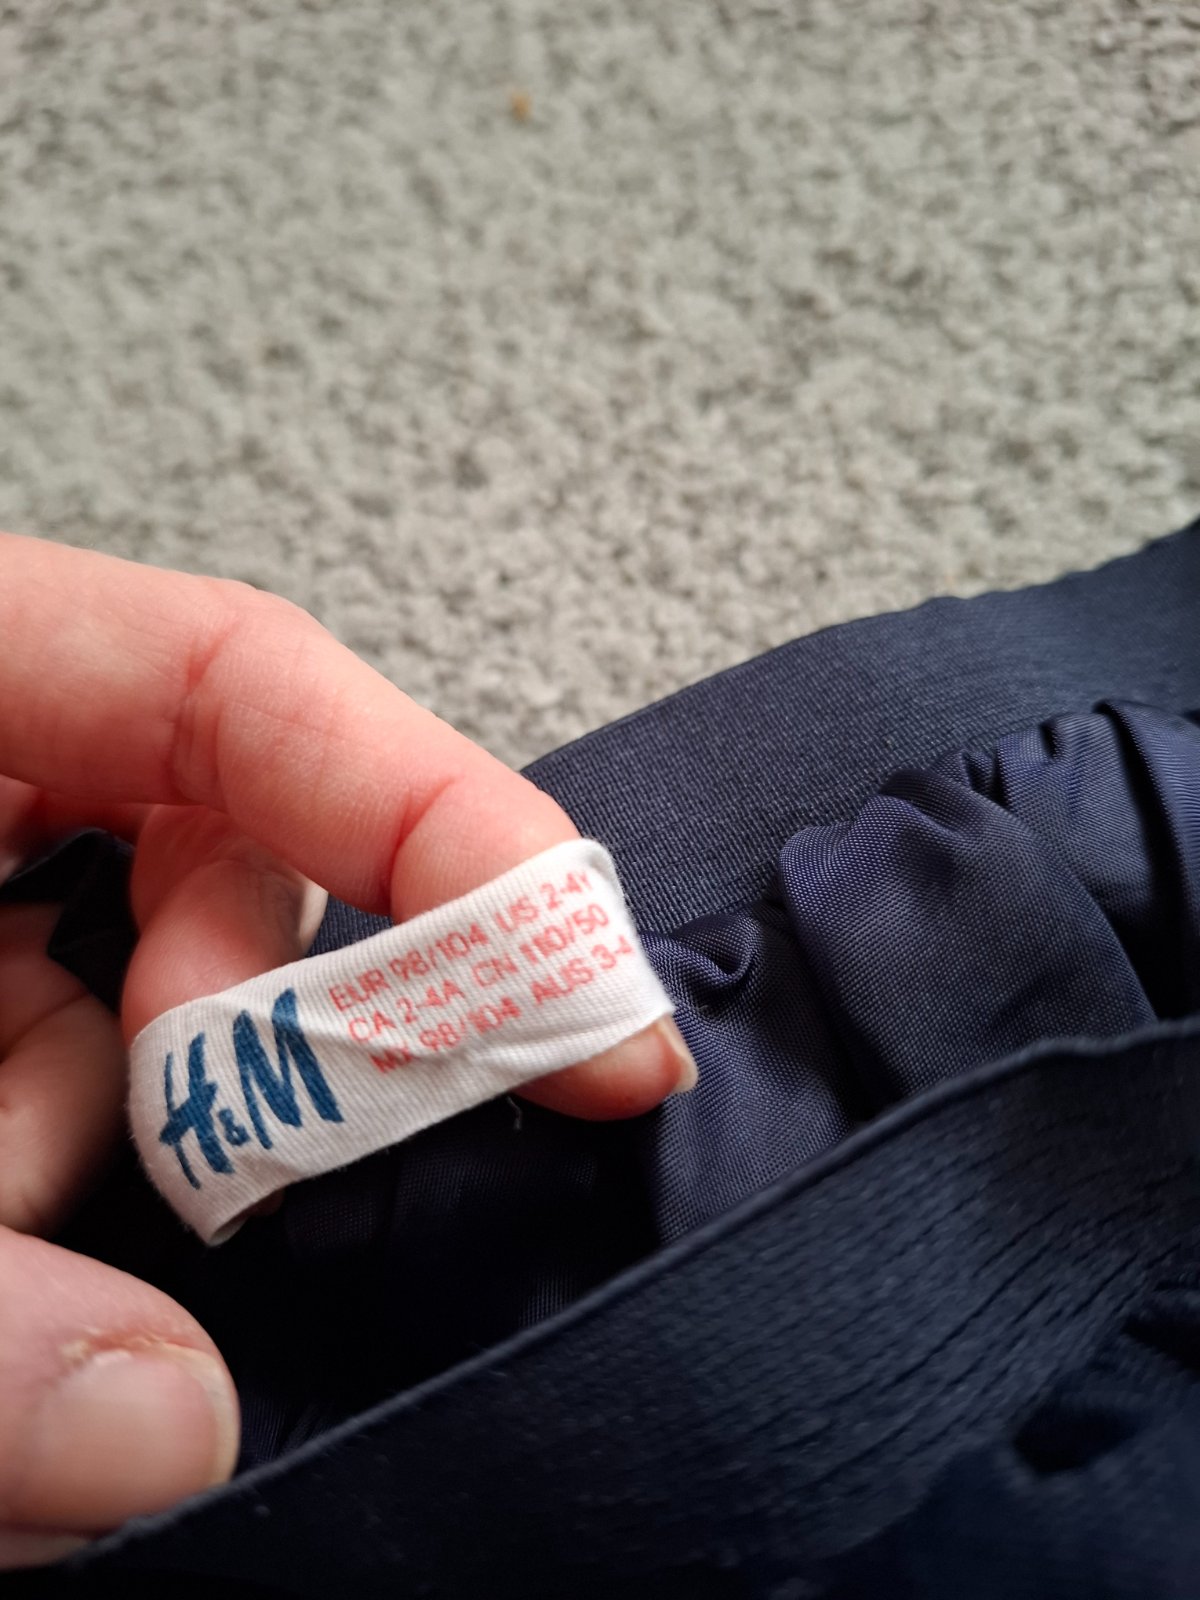 H&M
EUR 98/104 US 2-4Y
CA 2-4A CN 110/50
MX 98/104 AUS 3-4